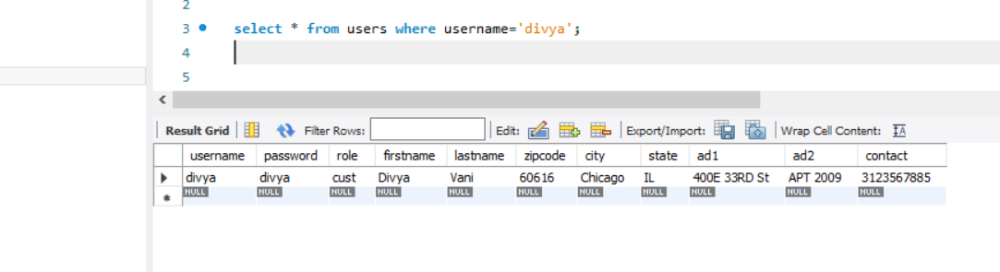 2
3 select * from users where username='divya';
4
5
Result Grid Filter Rows: Edit: Export/Import: Wrap Cell Content:
username password role firstname lastname zipcode city state ad1 ad2 contact
divya divya cust Divya Vani 60616 Chicago IL 400E 33RD St APT 2009 3123567885
NULL NULL NULL NULL NULL NULL NULL NULL NULL NULL NULL